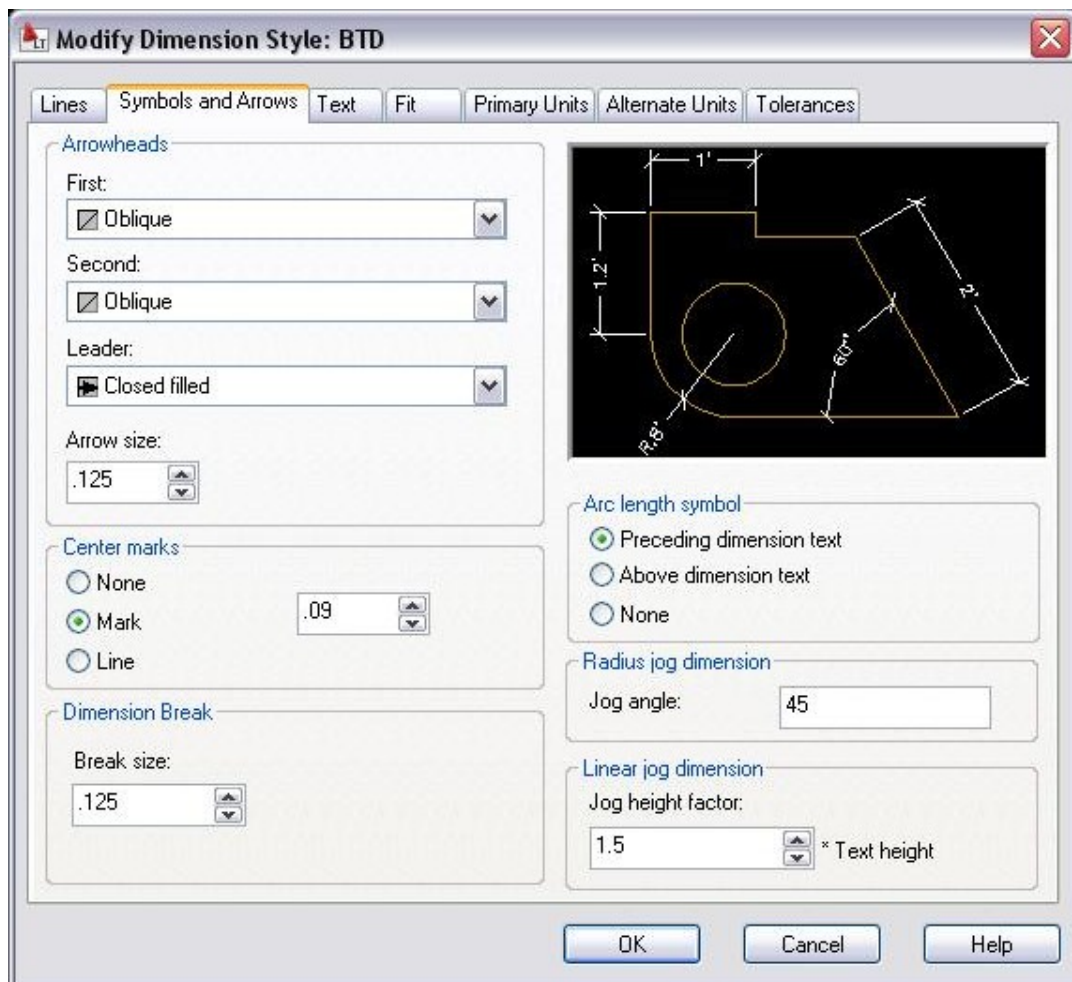 LT Modify Dimension Style: BTD
Lines Symbols and Arrows Text Fit Primary Units Alternate Units Tolerances
Arrowheads
First:
Oblique
Second:
Oblique
Leader:
Closed filled
Arrow size:
.125
Center marks
None
Mark
Line
.09
Dimension Break
Break size:
.125
1'
1.2'
2'
60°
R.8'
Arc length symbol
Preceding dimension text
Above dimension text
None
Radius jog dimension
Jog angle:
45
Linear jog dimension
Jog height factor:
1.5
* Text height
OK Cancel Help